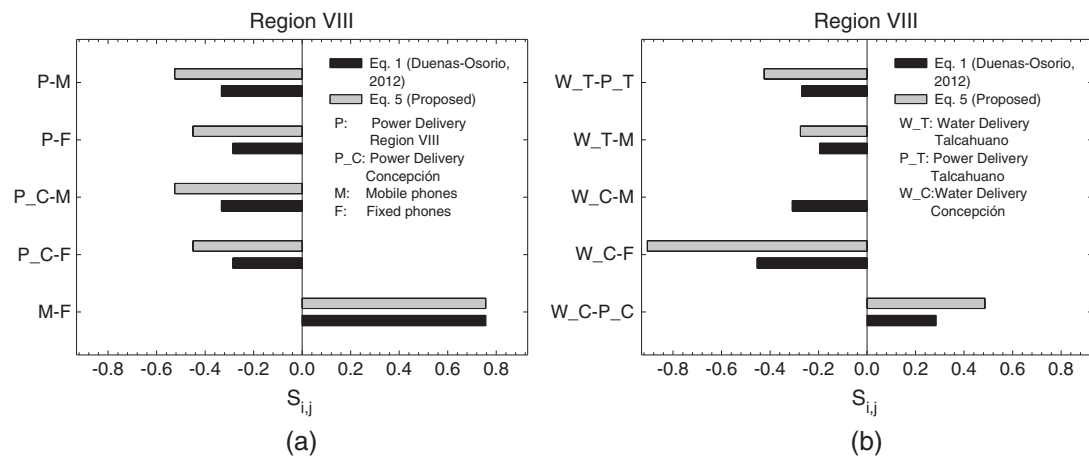 Region VIII
P-M
P-F
P_C-M
P_C-F
M-F
Eq. 1 (Duenas-Osorio,
2012)
Eq. 5 (Proposed)
P: Power Delivery
Region VIII
P_C: Power Delivery
Concepción
M: Mobile phones
F: Fixed phones
-0.8 -0.6 -0.4 -0.2 0.0 0.2 0.4 0.6 0.8
S i,j
(a)
Region VIII
W_T-P_T
W_T-M
W_C-M
W_C-F
W_C-P_C
Eq. 1 (Duenas-Osorio,
2012)
Eq. 5 (Proposed)
W_T: Water Delivery
Talcahuano
P_T: Power Delivery
Talcahuano
W_C:Water Delivery
Concepción
-0.8 -0.6 -0.4 -0.2 0.0 0.2 0.4 0.6 0.8
S i,j
(b)